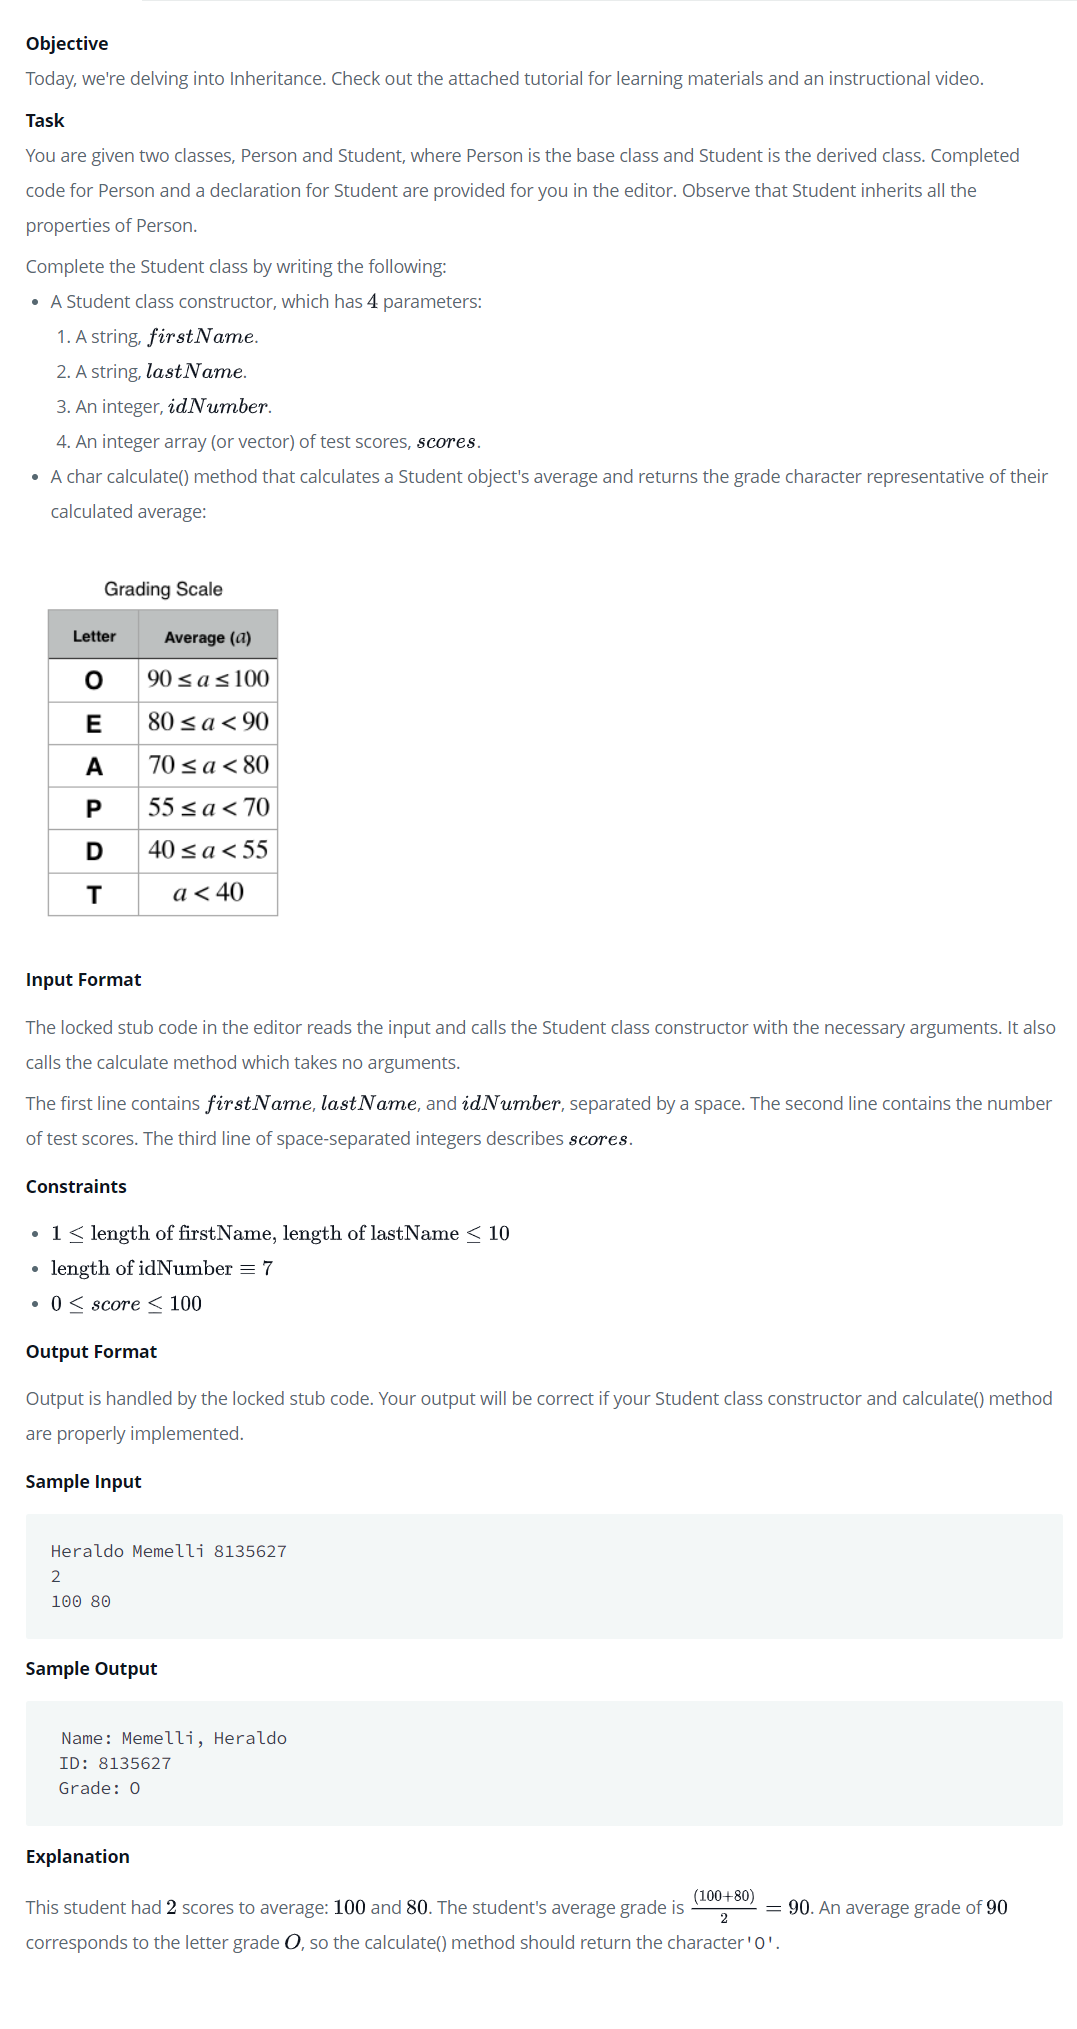 Objective
Today, we're delving into Inheritance. Check out the attached tutorial for learning materials and an instructional video.
Task
You are given two classes, Person and Student, where Person is the base class and Student is the derived class. Completed
code for Person and a declaration for Student are provided for you in the editor. Observe that Student inherits all the
properties of Person.
Complete the Student class by writing the following:
• A Student class constructor, which has 4 parameters:
1. A string, firstName.
2. A string, lastName.
3. An integer, idNumber.
4. An integer array (or vector) of test scores, scores.
• A char calculate() method that calculates a Student object's average and returns the grade character representative of their
calculated average:
Grading Scale
Letter Average (a)
O 90 ≤ a ≤ 100
E 80 ≤ a < 90
A 70 ≤ a < 80
P 55 ≤ a < 70
D 40 ≤ a < 55
T a < 40
Input Format
The locked stub code in the editor reads the input and calls the Student class constructor with the necessary arguments. It also
calls the calculate method which takes no arguments.
The first line contains firstName, lastName, and idNumber, separated by a space. The second line contains the number
of test scores. The third line of space-separated integers describes scores.
Constraints
• 1 ≤ length of firstName, length of lastName ≤ 10
• length of idNumber ≡ 7
• 0 ≤ score ≤ 100
Output Format
Output is handled by the locked stub code. Your output will be correct if your Student class constructor and calculate() method
are properly implemented.
Sample Input
Heraldo Memelli 8135627
2
100 80
Sample Output
Name: Memelli, Heraldo
ID: 8135627
Grade: O
Explanation
This student had 2 scores to average: 100 and 80. The student's average grade is (100+80)/2 = 90. An average grade of 90
corresponds to the letter grade O, so the calculate() method should return the character 'O'.